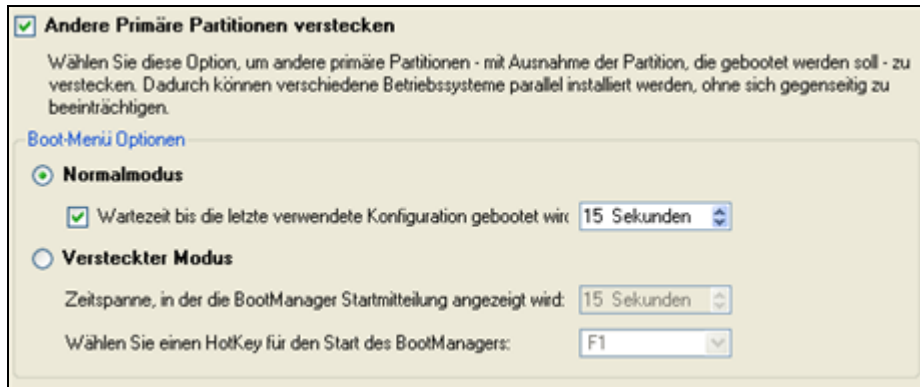 Andere Primäre Partitionen verstecken
Wählen Sie diese Option, um andere primäre Partitionen - mit Ausnahme der Partition, die gebootet werden soll - zu
verstecken. Dadurch können verschiedene Betriebssysteme parallel installiert werden, ohne sich gegenseitig zu
beeinträchtigen.
Boot-Menü Optionen
Normalmodus
Wartezeit bis die letzte verwendete Konfiguration gebootet wir 15 Sekunden
Versteckter Modus
Zeitspanne, in der die BootManager Startmitteilung angezeigt wird: 15 Sekunden
Wählen Sie einen HotKey für den Start des BootManagers: F1